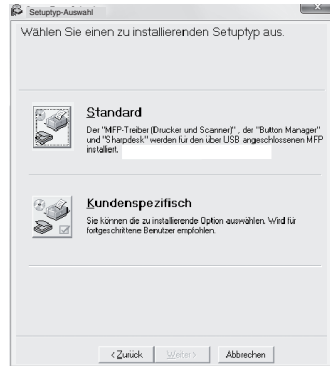 Setuptyp-Auswahl
Wählen Sie einen zu installierenden Setuptyp aus.
Standard
Der "MFP-Treiber (Drucker und Scanner)" , der "Button Manager"
und "Sharpdesk" werden für den über USB angeschlossenen MFP
installiert.
Kundenspezifisch
Sie können die zu installierende Option auswählen. Wird für
fortgeschrittene Benutzer empfohlen.
< Zurück
Weiter >
Abbrechen